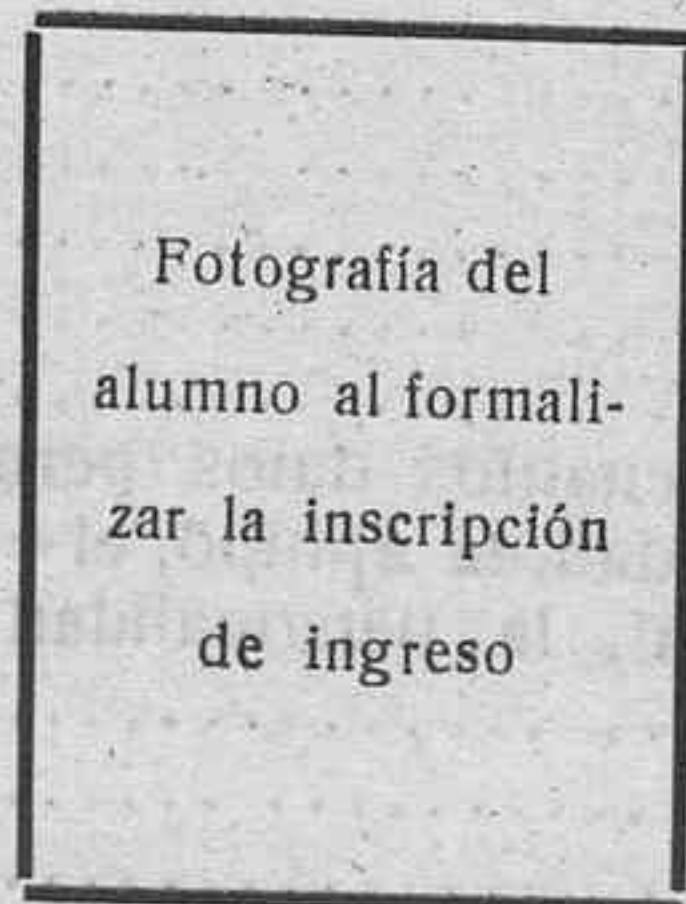 Fotografía del
alumno al formali-
zar la inscripción
de ingreso